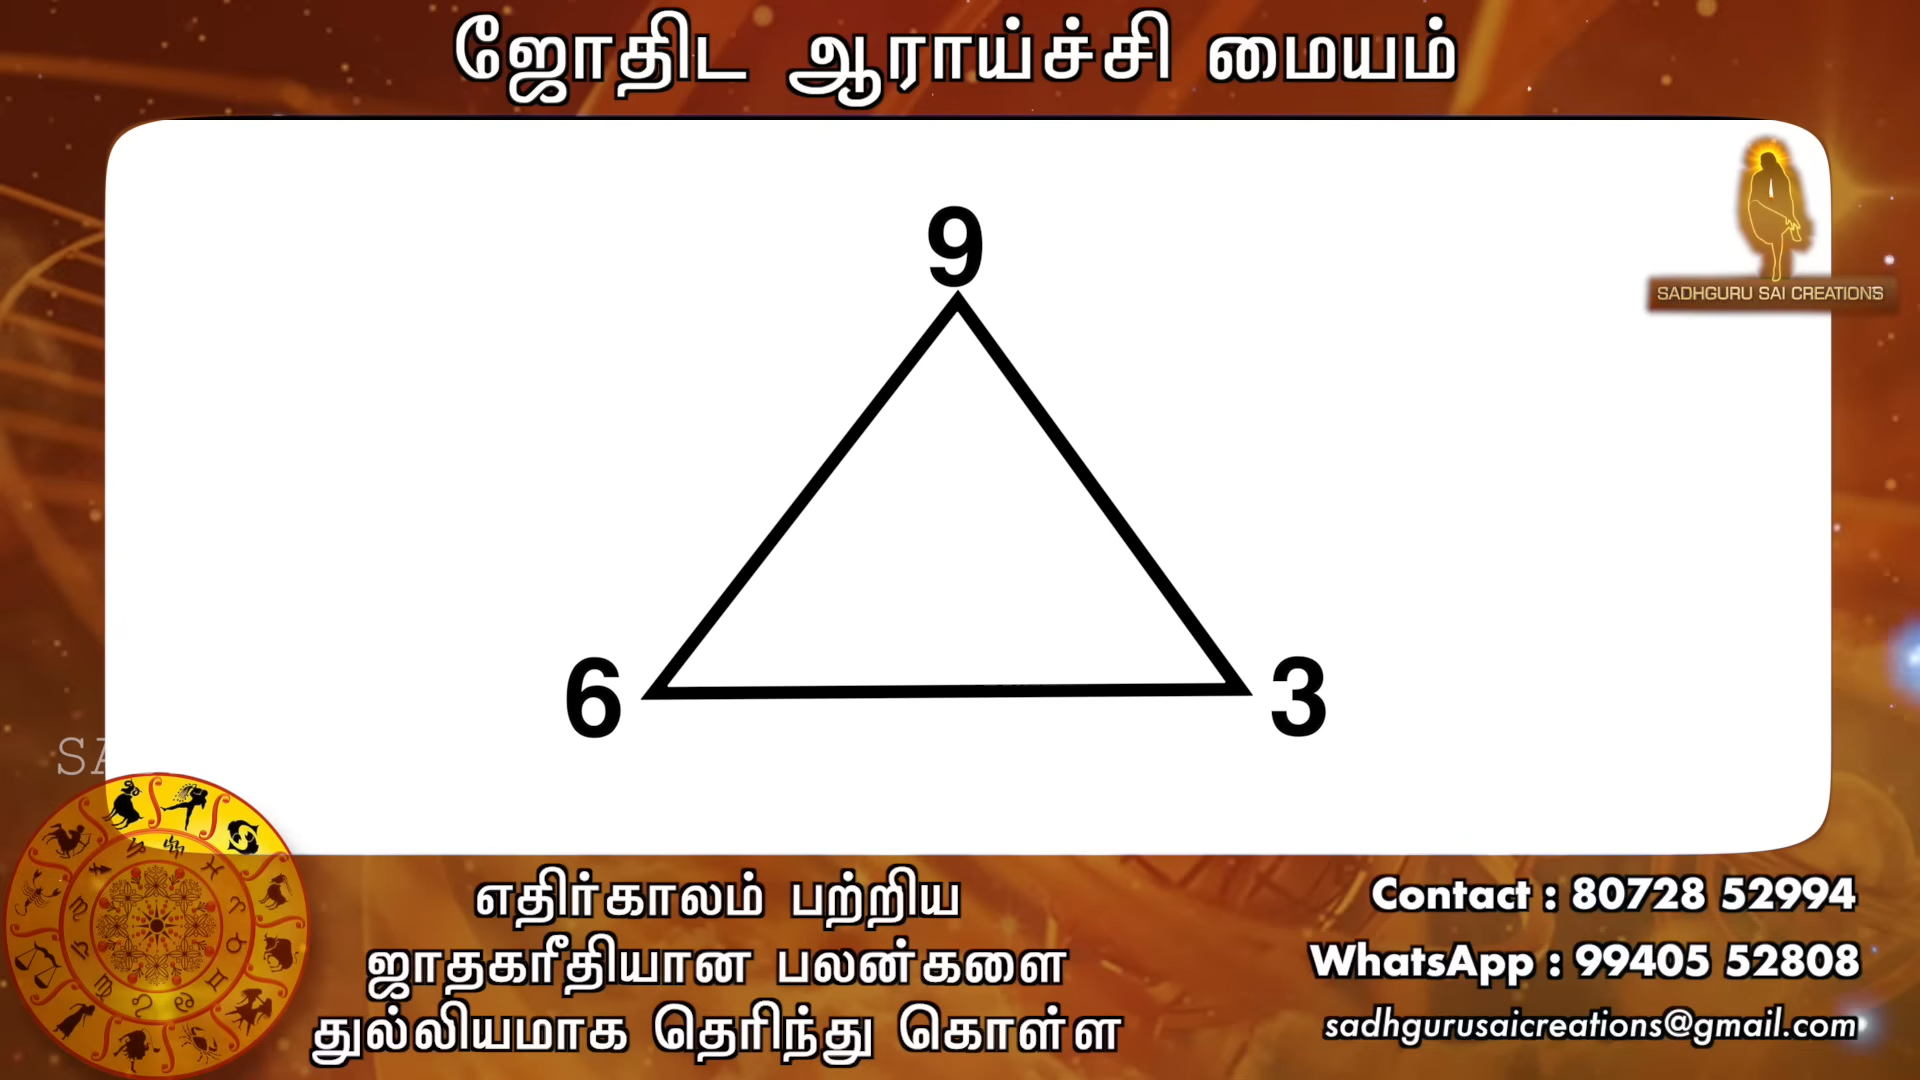 ஜோதிட ஆராய்ச்சி மையம்
SADHGURU SAI CREATIONS
9
6
3
SA
எதிர்காலம் பற்றிய
ஜாதகரீதியான பலன்களை
துல்லியமாக தெரிந்து கொள்ள
Contact : 80728 52994
WhatsApp : 99405 52808
sadhgurusaicreations@gmail.com